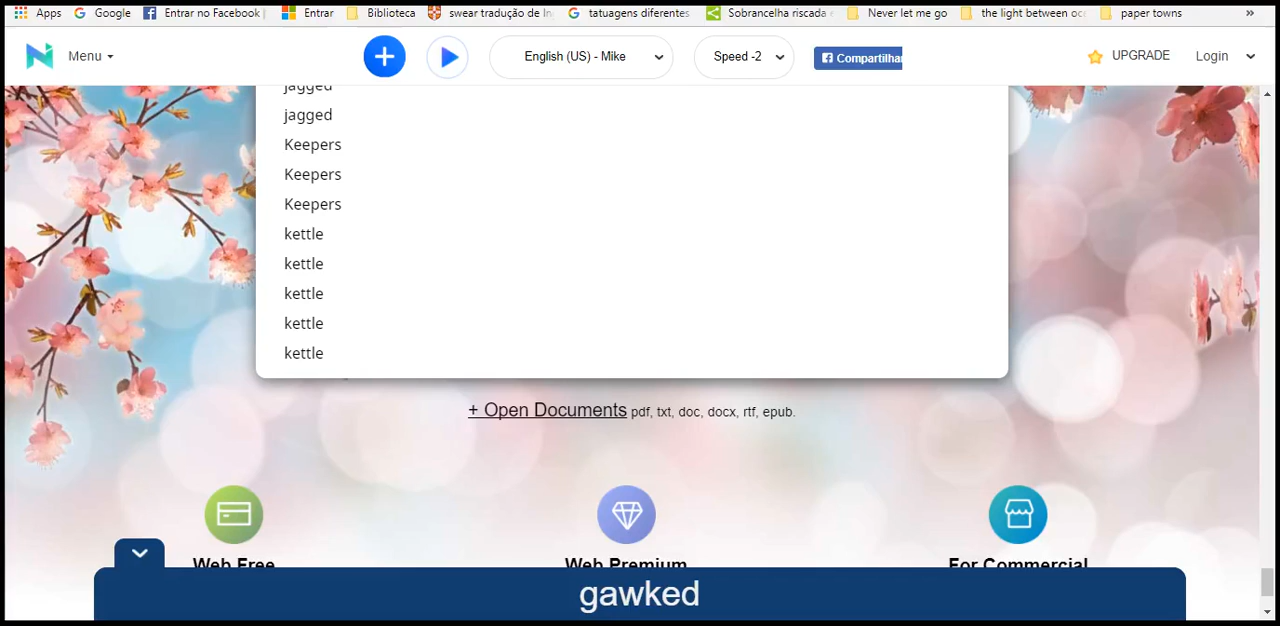 Apps Google Entrar no Facebook Entrar Biblioteca swear tradução de In tatuagens diferentes Sobrancelha riscada Never let me go the light between oce paper towns »
Menu English (US) - Mike Speed -2 Compartilhar UPGRADE Login
jagged
jagged
Keepers
Keepers
Keepers
kettle
kettle
kettle
kettle
kettle
+ Open Documents pdf, txt, doc, docx, rtf, epub.
Web Free Web Premium For Commercial
gawked